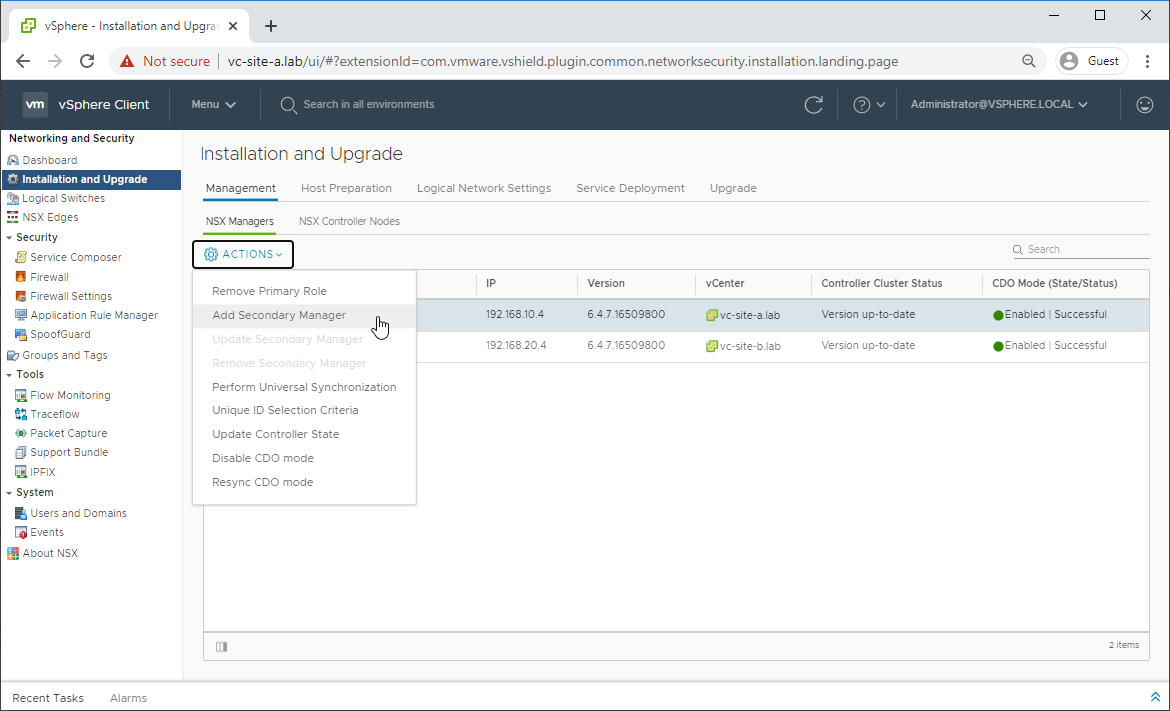 vSphere - Installation and Upgra
Not secure
vc-site-a.lab/ui/#?extensionId=com.vmware.vshield.plugin.common.networksecurity.installation.landing.page
Guest
vm
vSphere Client
Menu
Search in all environments
Administrator@VSPHERE.LOCAL
Networking and Security
Dashboard
Installation and Upgrade
Logical Switches
NSX Edges
Security
Service Composer
Firewall
Firewall Settings
Application Rule Manager
SpoofGuard
Groups and Tags
Tools
Flow Monitoring
Traceflow
Packet Capture
Support Bundle
IPFIX
System
Users and Domains
Events
About NSX
Installation and Upgrade
Management Host Preparation Logical Network Settings Service Deployment Upgrade
NSX Managers NSX Controller Nodes
ACTIONS
Search
IP Version vCenter Controller Cluster Status CDO Mode (State/Status)
192.168.10.4 6.4.7.16509800 vc-site-a.lab Version up-to-date Enabled | Successful
192.168.20.4 6.4.7.16509800 vc-site-b.lab Version up-to-date Enabled | Successful
Remove Primary Role
Add Secondary Manager
Update Secondary Manager
Remove Secondary Manager
Perform Universal Synchronization
Unique ID Selection Criteria
Update Controller State
Disable CDO mode
Resync CDO mode
2 items
Recent Tasks Alarms